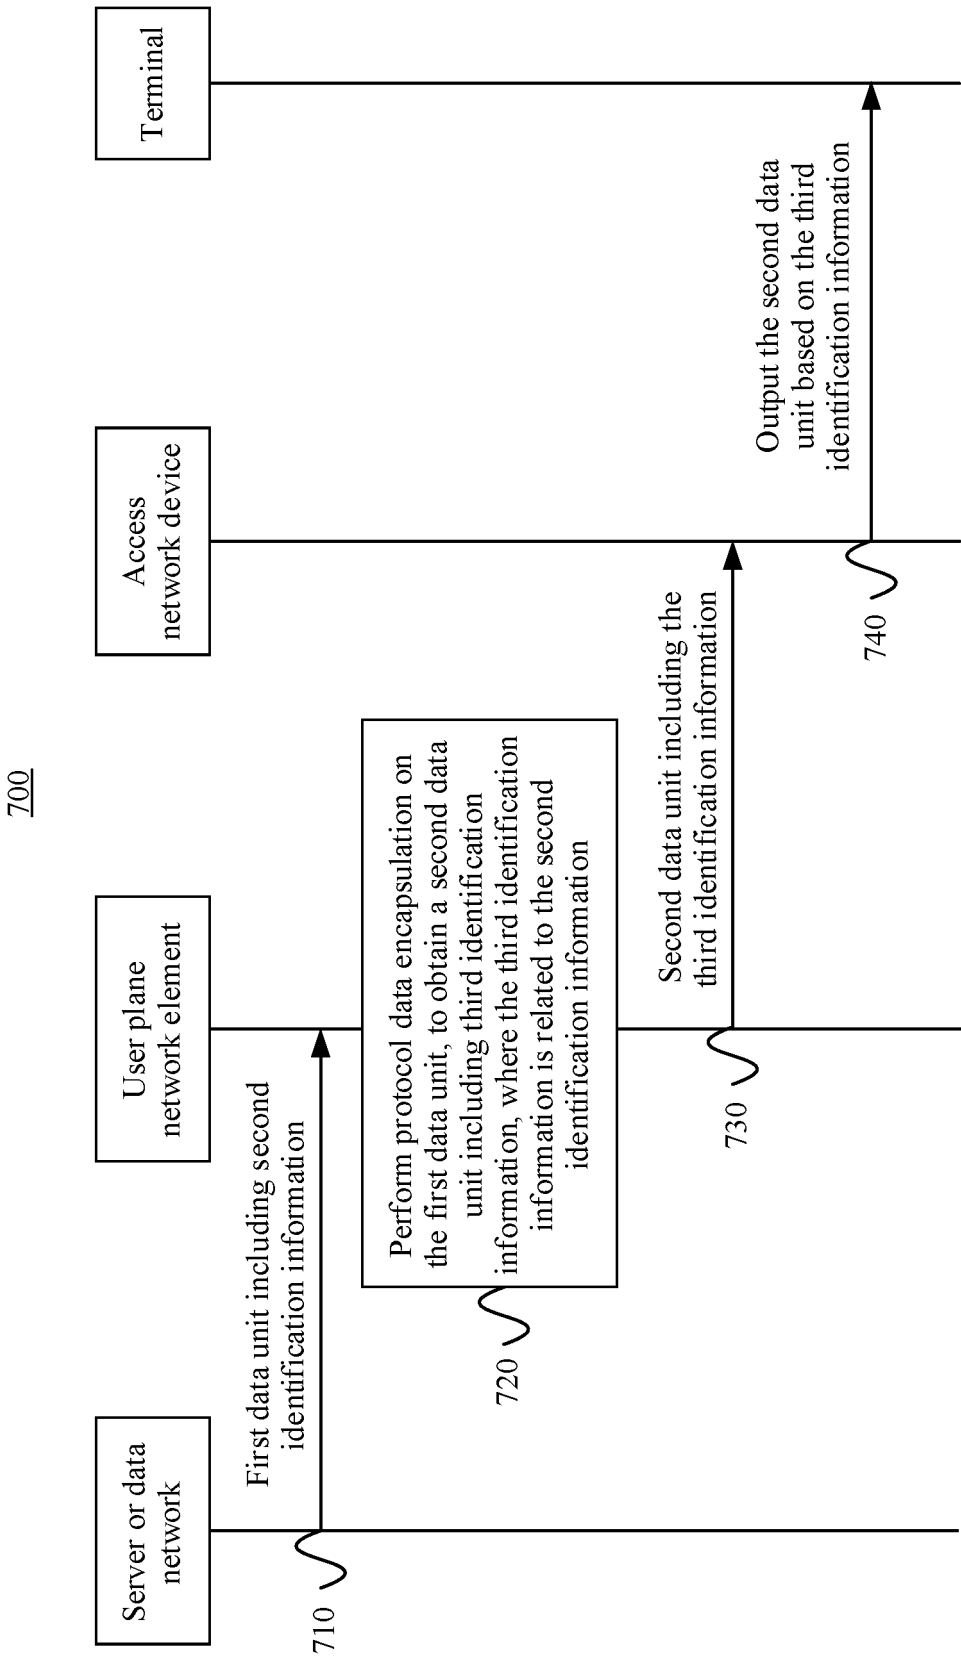 700
Server or data
network
User plane
network element
Access
network device
Terminal
First data unit including second
identification information
710
Perform protocol data encapsulation on
the first data unit, to obtain a second data
unit including third identification
information, where the third identification
information is related to the second
identification information
720
Second data unit including the
third identification information
730
Output the second data
unit based on the third
identification information
740